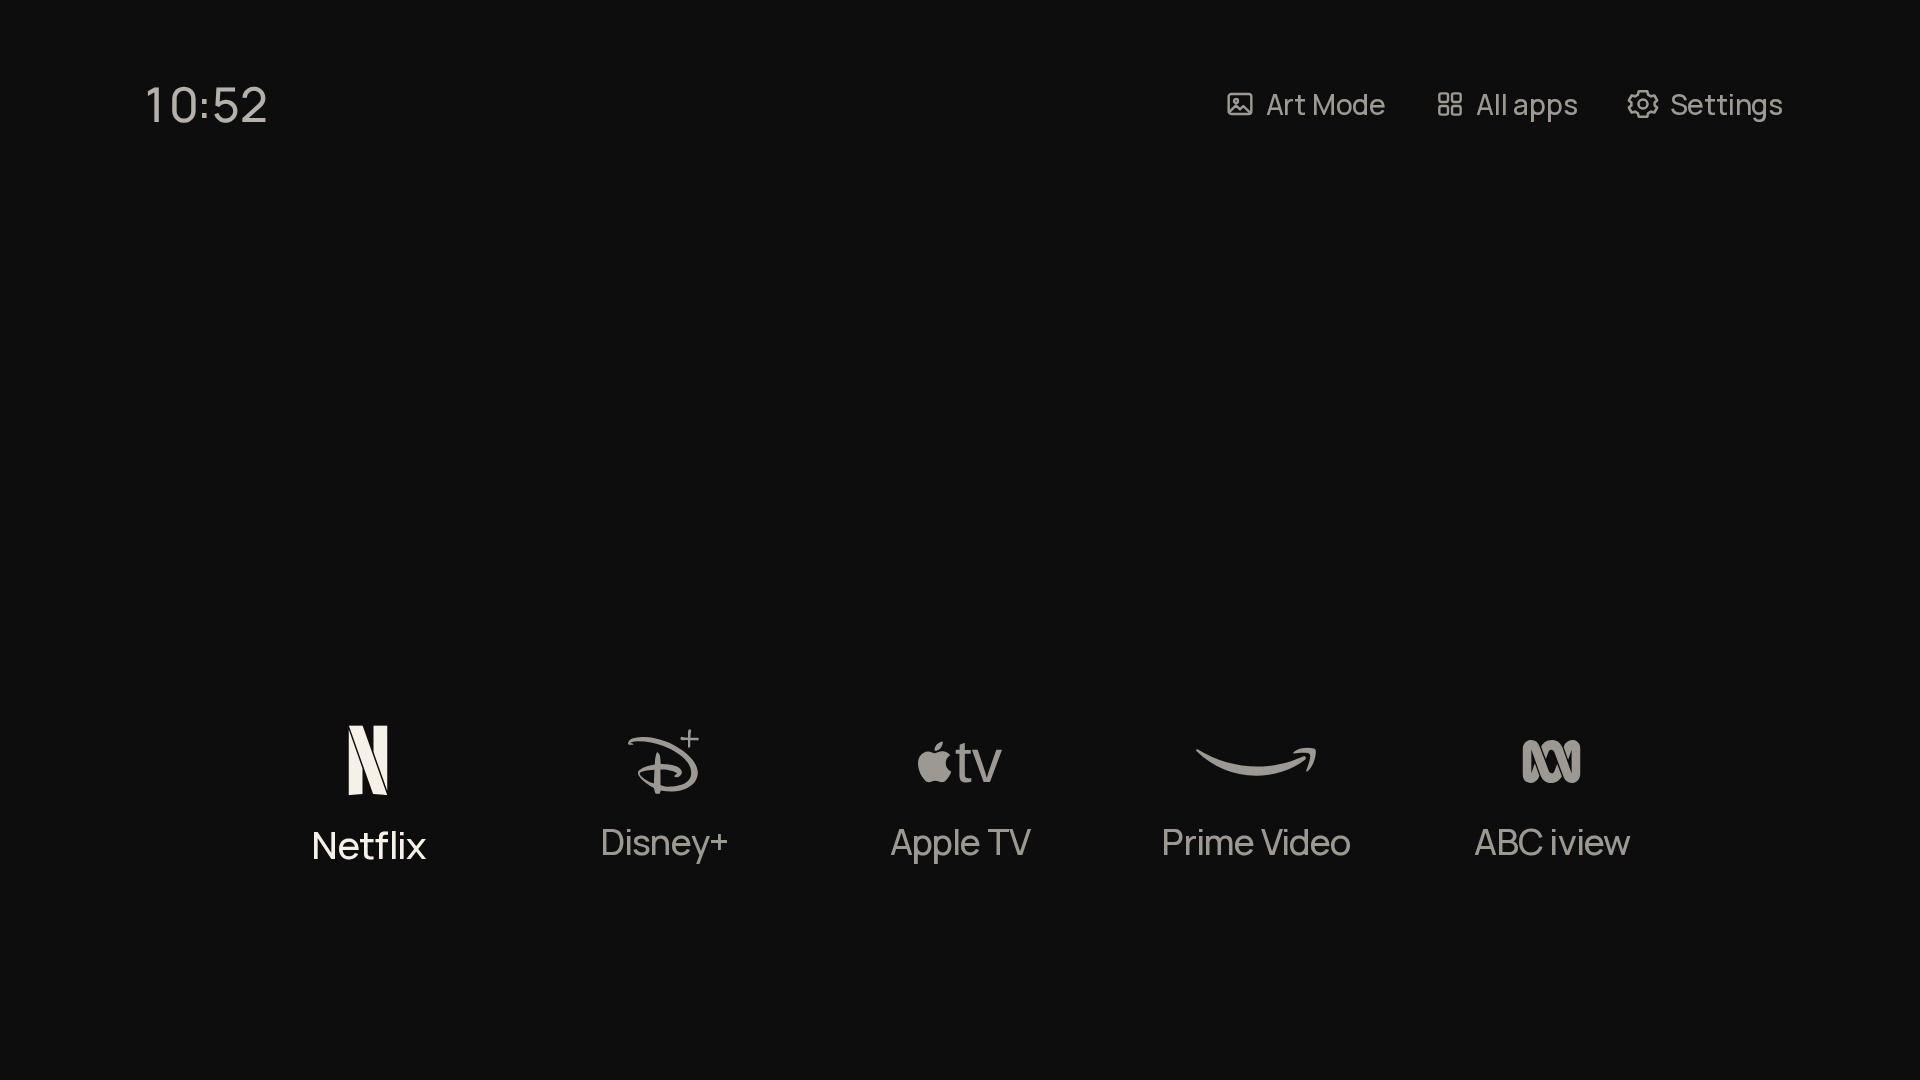 10:52
Art Mode
All apps
Settings
tv
Netflix
Disney+
Apple TV
Prime Video
ABC iview